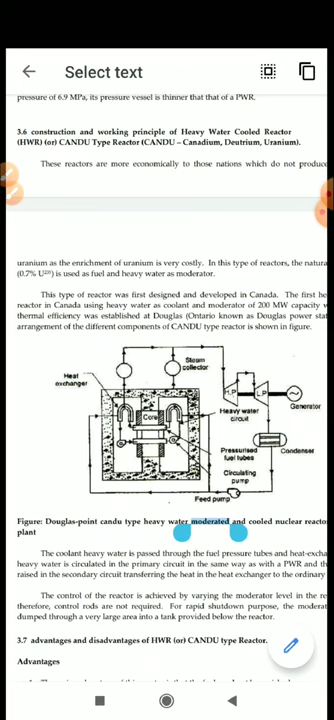 Select text
pressure of 6.9 MPa, its pressure vessel is thinner that that of a PWR.
3.6 construction and working principle of Heavy Water Cooled Reactor
(HWR) (or) CANDU Type Reactor (CANDU – Canadium, Deutrium, Uranium).
These reactors are more economically to those nations which do not produce
uranium as the enrichment of uranium is very costly. In this type of reactors, the natura
(0.7% U²³⁵) is used as fuel and heavy water as moderator.
This type of reactor was first designed and developed in Canada. The first he
reactor in Canada using heavy water as coolant and moderator of 200 MW capacity w
thermal efficiency was established at Douglas (Ontario known as Douglas power stat
arrangement of the different components of CANDU type reactor is shown in figure.
Steam
collector
Heat
exchanger
H.P
L.P
Core
Generator
Heavy water
circuit
Pressurised
fuel tubes
Condenser
Circulating
pump
Feed pump
Figure: Douglas-point candu type heavy water moderated and cooled nuclear reacto
plant
The coolant heavy water is passed through the fuel pressure tubes and heat-excha
heavy water is circulated in the primary circuit in the same way as with a PWR and th
raised in the secondary circuit transferring the heat in the heat exchanger to the ordinary
The control of the reactor is achieved by varying the moderator level in the re
therefore, control rods are not required. For rapid shutdown purpose, the moderat
dumped through a very large area into a tank provided below the reactor.
3.7 advantages and disadvantages of HWR (or) CANDU type Reactor.
Advantages